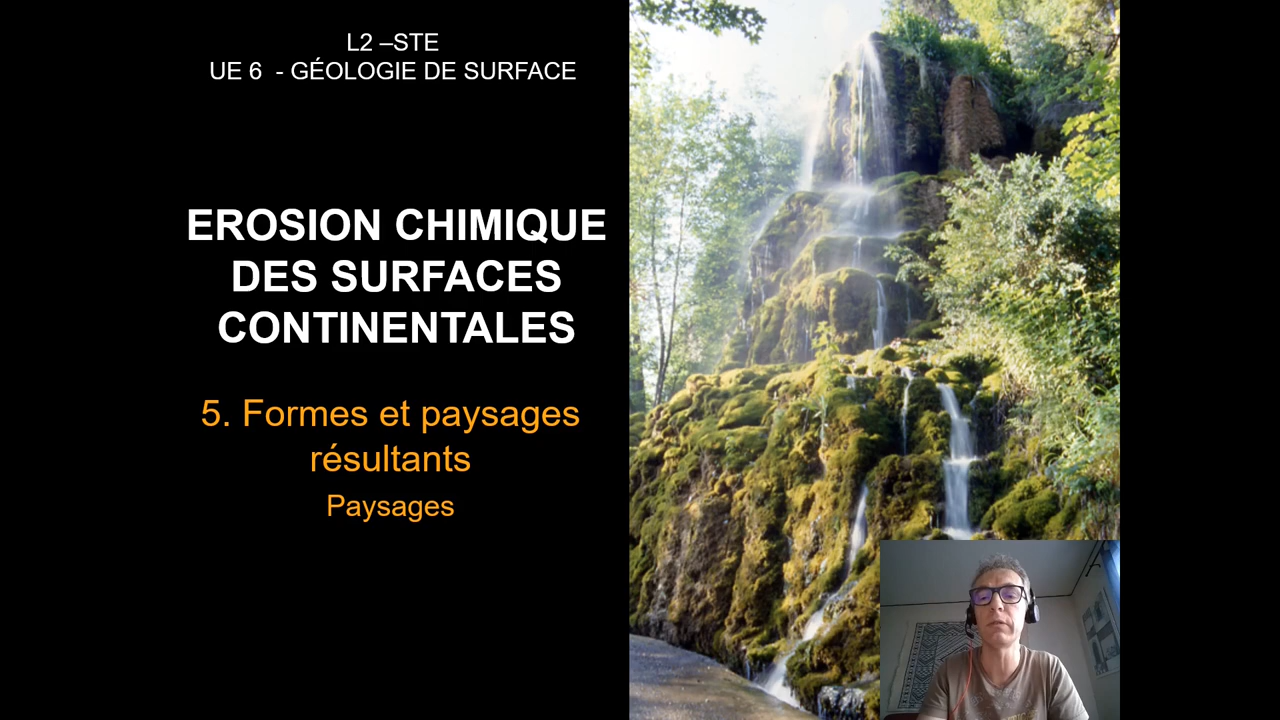 L2 –STE
UE 6 - GÉOLOGIE DE SURFACE
EROSION CHIMIQUE
DES SURFACES
CONTINENTALES
5. Formes et paysages
résultants
Paysages